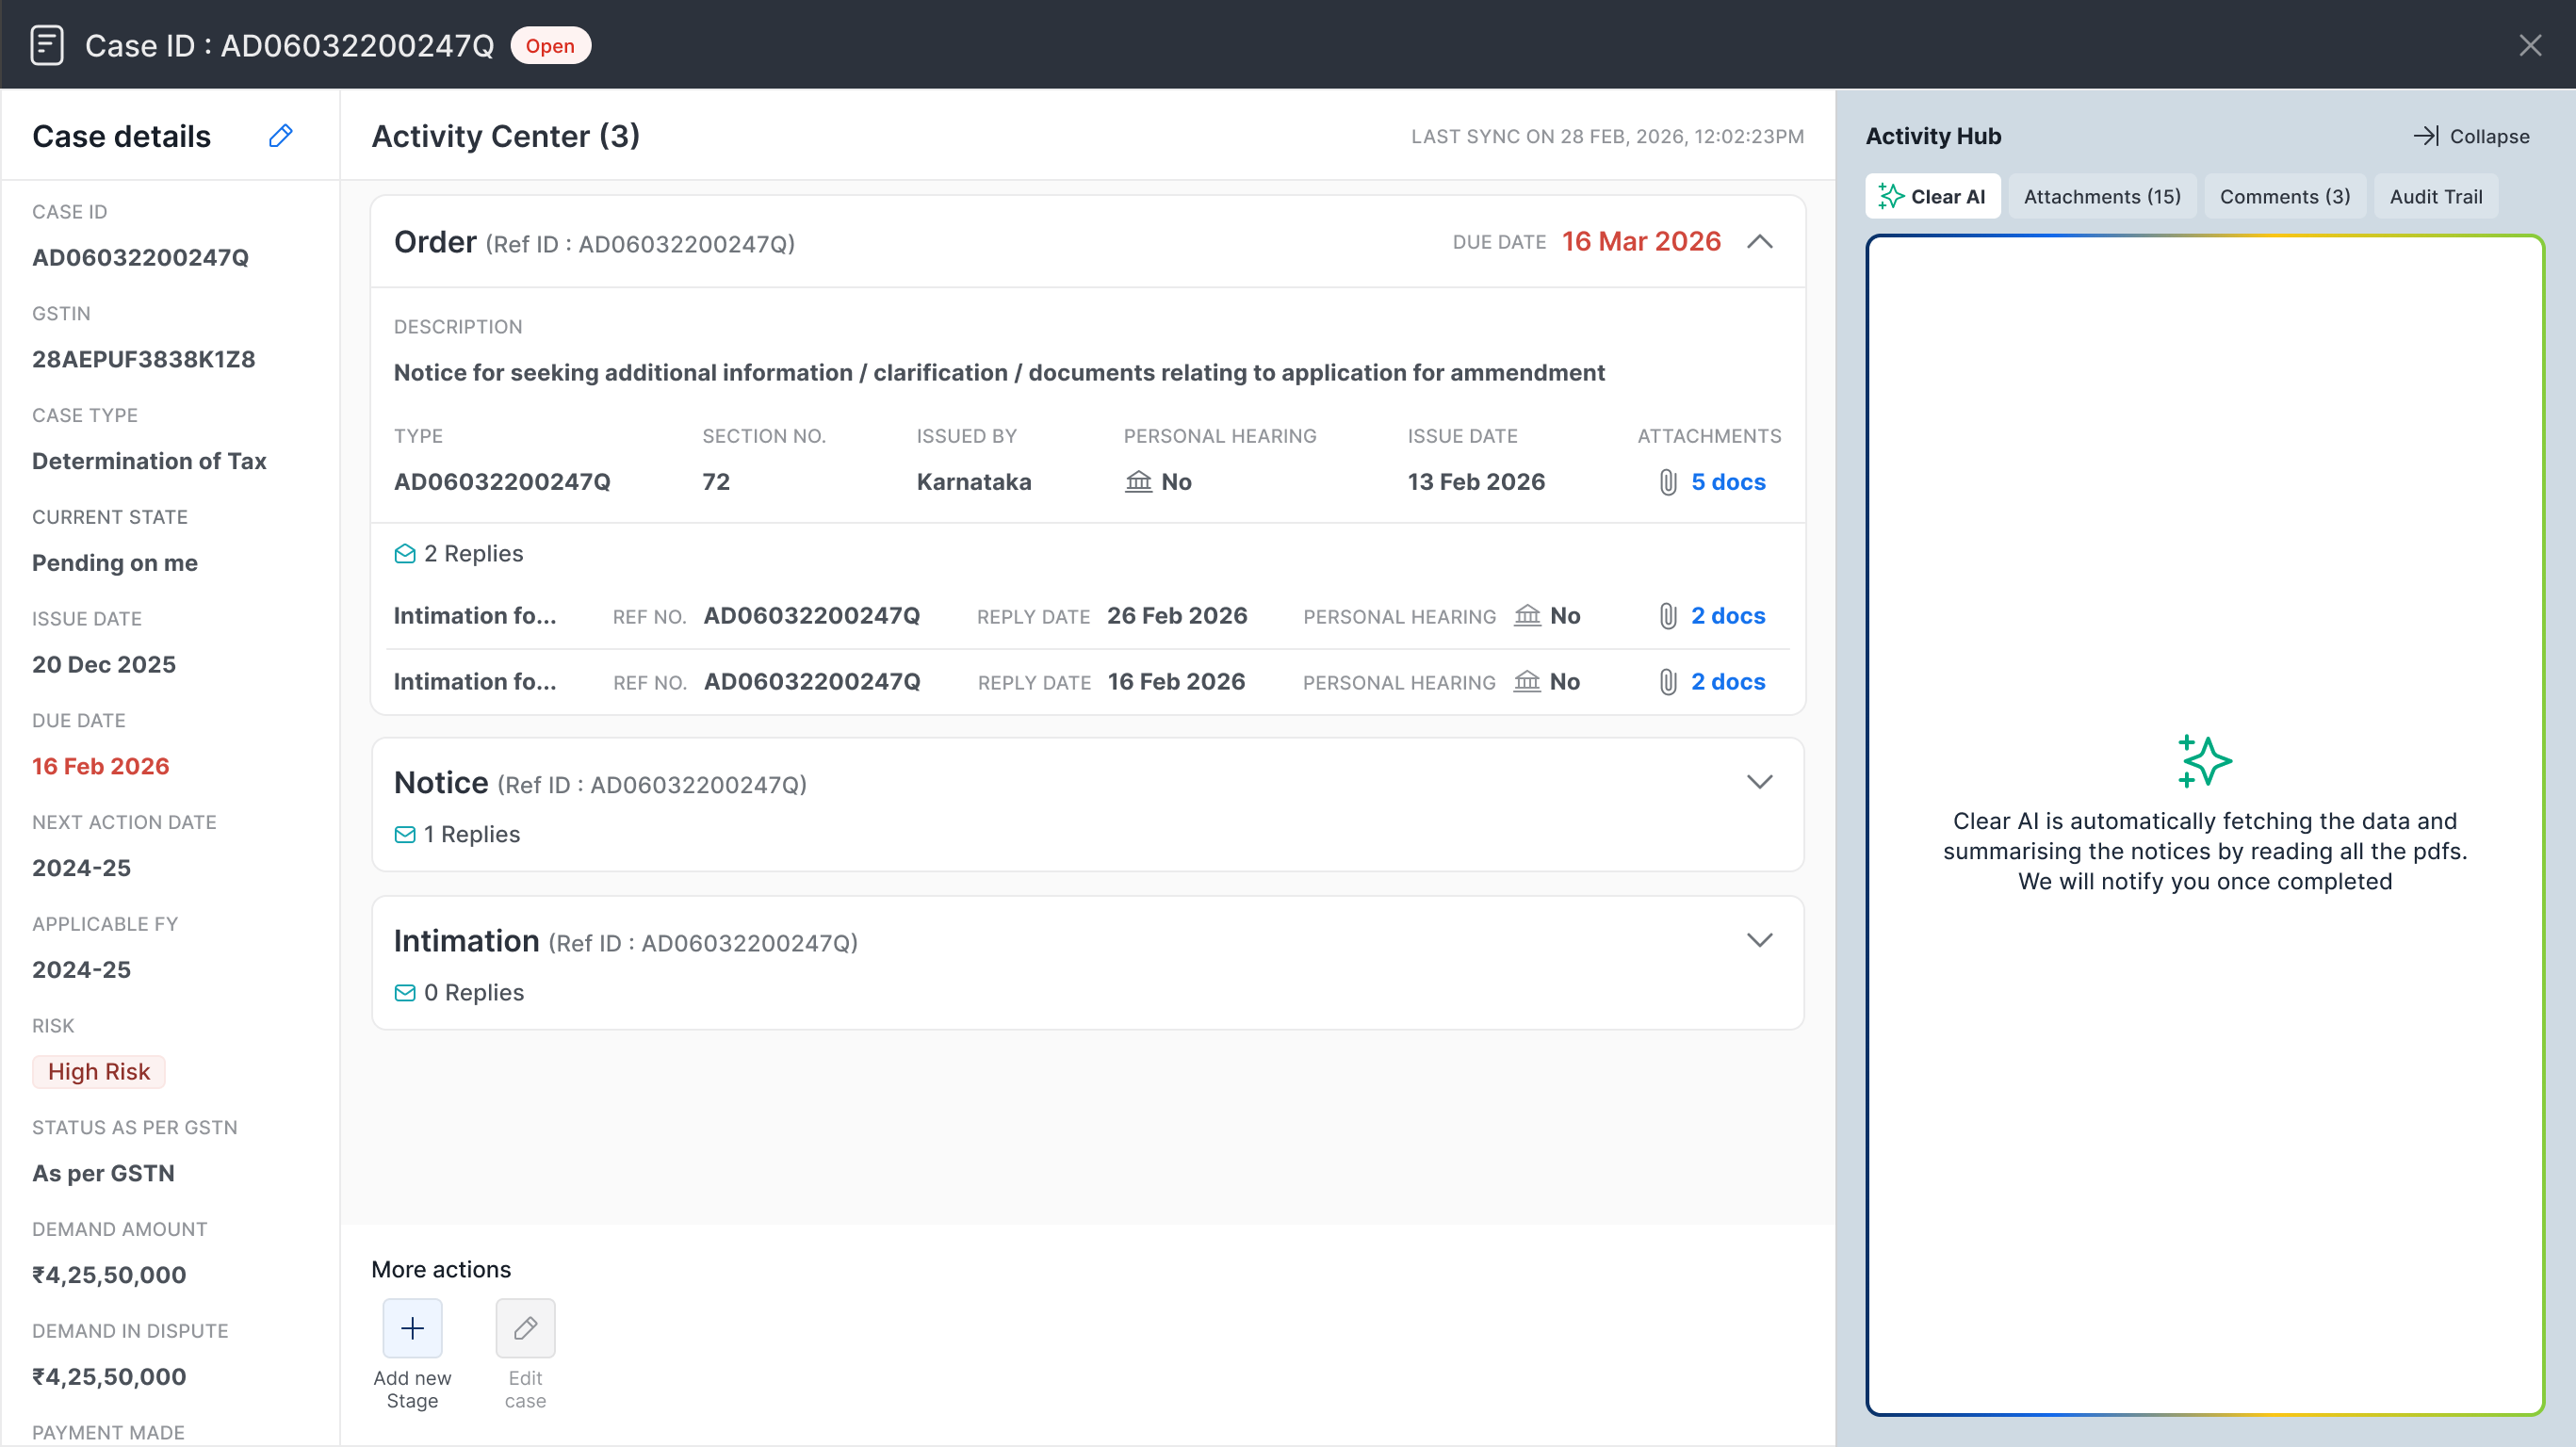 Case ID : AD06032200247Q
Open
Case details
CASE ID
AD06032200247Q
GSTIN
28AEPUF3838K1Z8
CASE TYPE
Determination of Tax
CURRENT STATE
Pending on me
ISSUE DATE
20 Dec 2025
DUE DATE
16 Feb 2026
NEXT ACTION DATE
2024-25
APPLICABLE FY
2024-25
RISK
High Risk
STATUS AS PER GSTN
As per GSTN
DEMAND AMOUNT
₹4,25,50,000
DEMAND IN DISPUTE
₹4,25,50,000
PAYMENT MADE
Activity Center (3)
LAST SYNC ON 28 FEB, 2026, 12:02:23PM
Order (Ref ID : AD06032200247Q)
DUE DATE 16 Mar 2026
DESCRIPTION
Notice for seeking additional information / clarification / documents relating to application for ammendment
TYPE SECTION NO. ISSUED BY PERSONAL HEARING ISSUE DATE ATTACHMENTS
AD06032200247Q 72 Karnataka No 13 Feb 2026 5 docs
2 Replies
Intimation fo... REF NO. AD06032200247Q REPLY DATE 26 Feb 2026 PERSONAL HEARING No 2 docs
Intimation fo... REF NO. AD06032200247Q REPLY DATE 16 Feb 2026 PERSONAL HEARING No 2 docs
Notice (Ref ID : AD06032200247Q)
1 Replies
Intimation (Ref ID : AD06032200247Q)
0 Replies
More actions
Add new
Stage
Edit
case
Activity Hub
Collapse
Clear AI
Attachments (15)
Comments (3)
Audit Trail
Clear AI is automatically fetching the data and
summarising the notices by reading all the pdfs.
We will notify you once completed